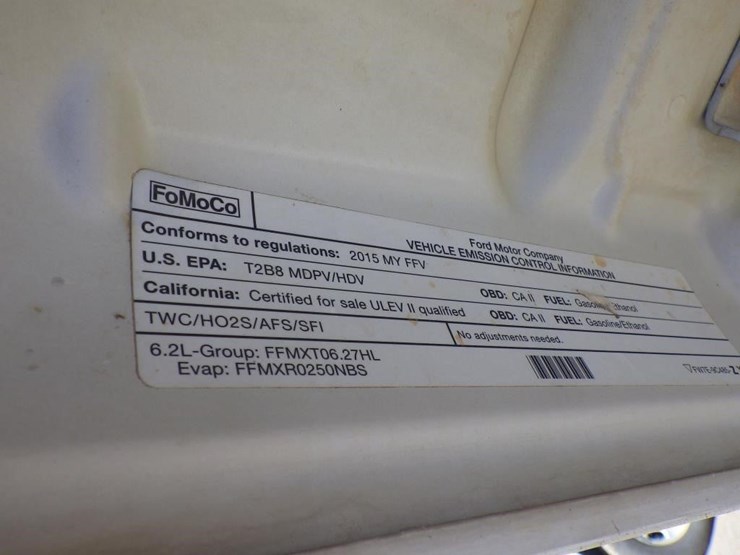 FoMoCo
Ford Motor Company
VEHICLE EMISSION CONTROL INFORMATION
Conforms to regulations: 2015 MY FFV
U.S. EPA: T2B8 MDPV/HDV OBD: CA II FUEL: Gasoline/Ethanol
California: Certified for sale ULEV II qualified OBD: CA II FUEL: Gasoline/Ethanol
TWC/HO2S/AFS/SFI
No adjustments needed.
6.2L-Group: FFMXT06.27HL
Evap: FFMXR0250NBS